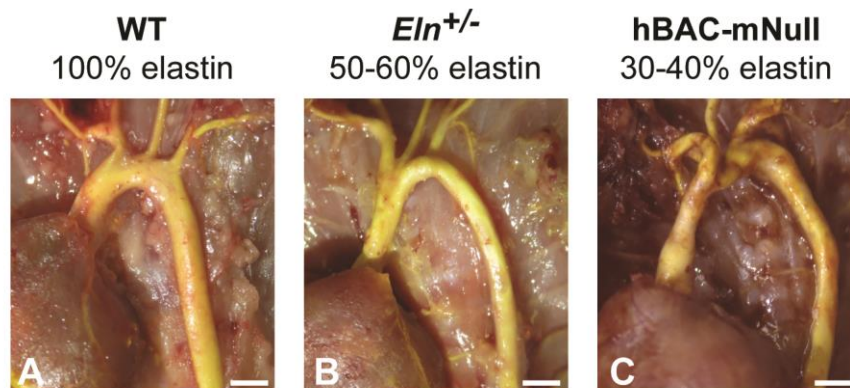 WT
100% elastin
Eln+/-
50-60% elastin
hBAC-mNull
30-40% elastin
A
B
C